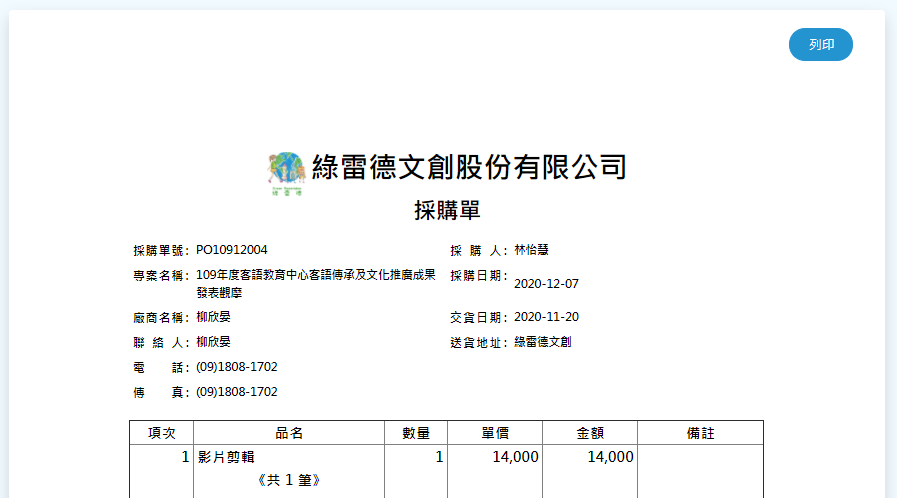 列印
綠雷德文創股份有限公司
採購單
採購單號：PO10912004 採 購 人：林怡慧
專案名稱：109年度客語教育中心客語傳承及文化推廣成果
發表觀摩
採購日期：2020-12-07
廠商名稱：柳欣晏 交貨日期：2020-11-20
聯 絡 人：柳欣晏 送貨地址：綠雷德文創
電 話：(09)1808-1702
傳 真：(09)1808-1702
項次 品名 數量 單價 金額 備註
1 影片剪輯 1 14,000 14,000
《共 1 筆》